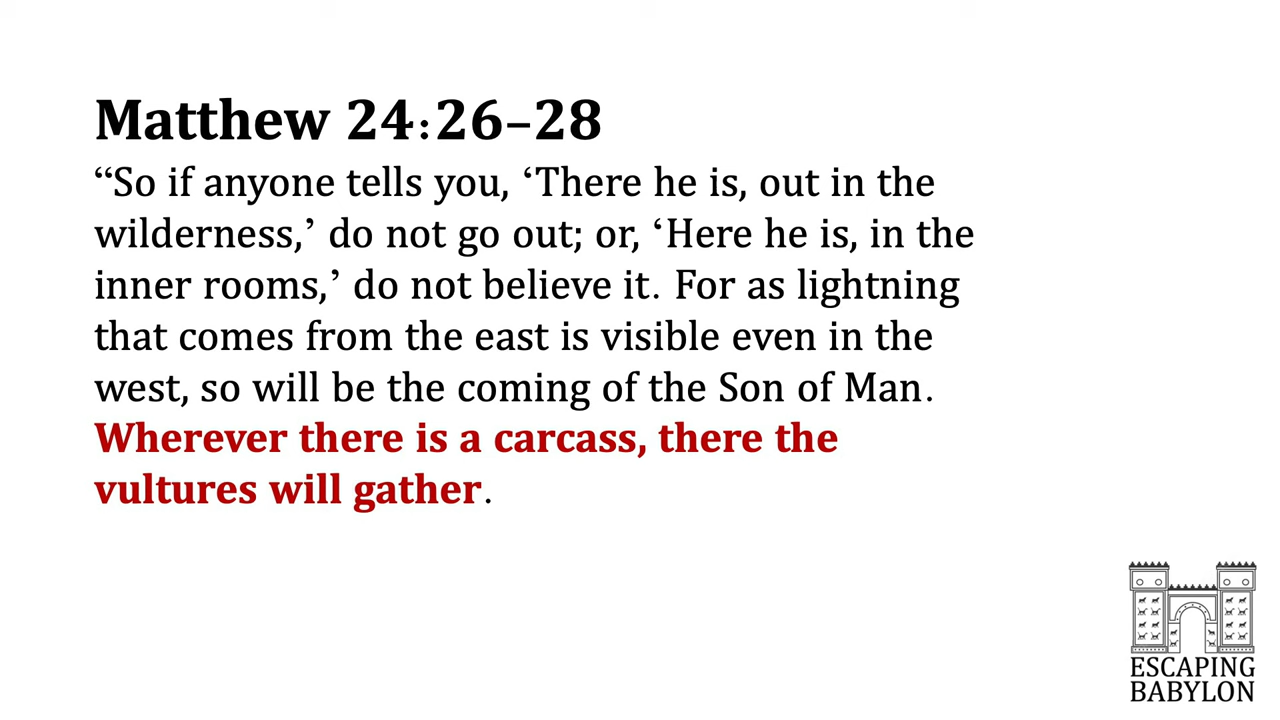 Matthew 24:26–28
“So if anyone tells you, ‘There he is, out in the
wilderness,’ do not go out; or, ‘Here he is, in the
inner rooms,’ do not believe it. For as lightning
that comes from the east is visible even in the
west, so will be the coming of the Son of Man.
Wherever there is a carcass, there the
vultures will gather.
ESCAPING
BABYLON